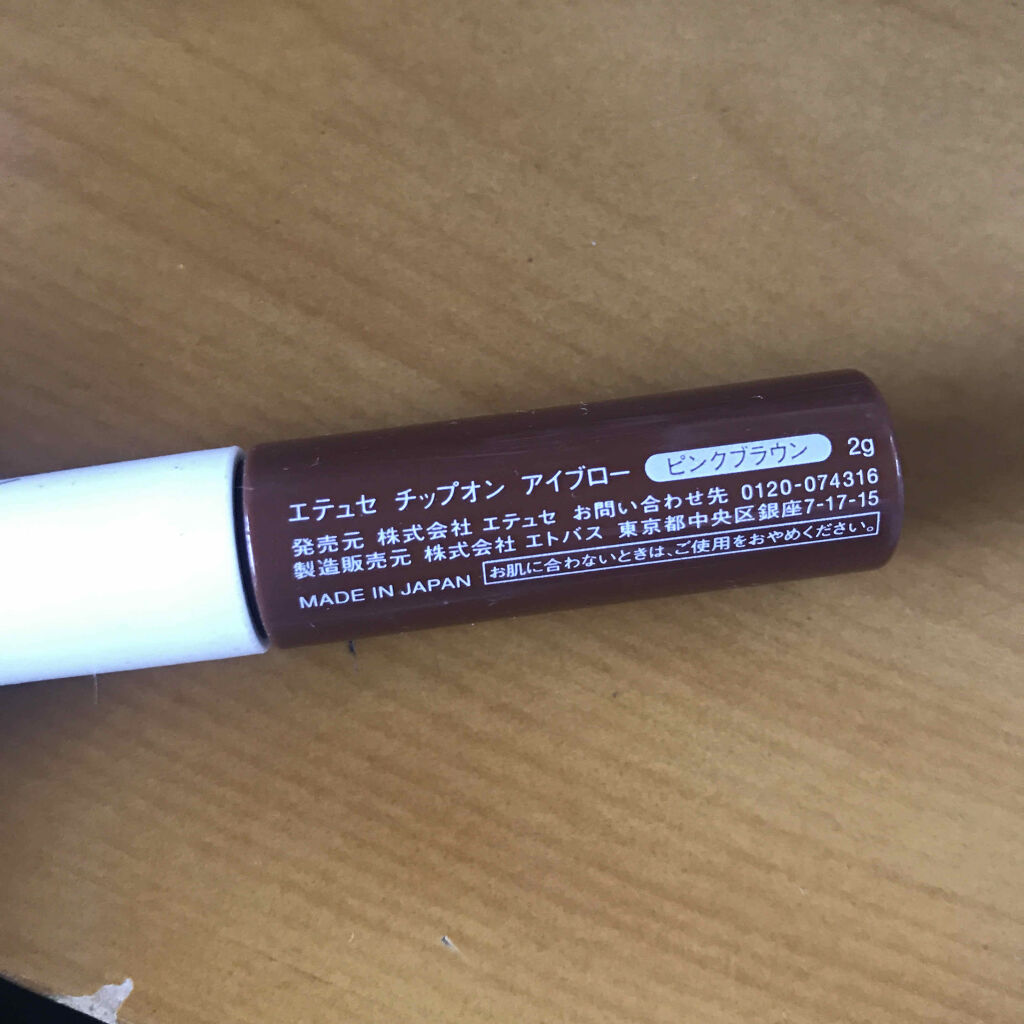 エテュセ チップオン アイブロー ピンクブラウン 2g
発売元 株式会社 エテュセ お問い合わせ先 0120-074316
製造販売元 株式会社 エトバス 東京都中央区銀座7-17-15
MADE IN JAPAN お肌に合わないときは、ご使用をおやめください。